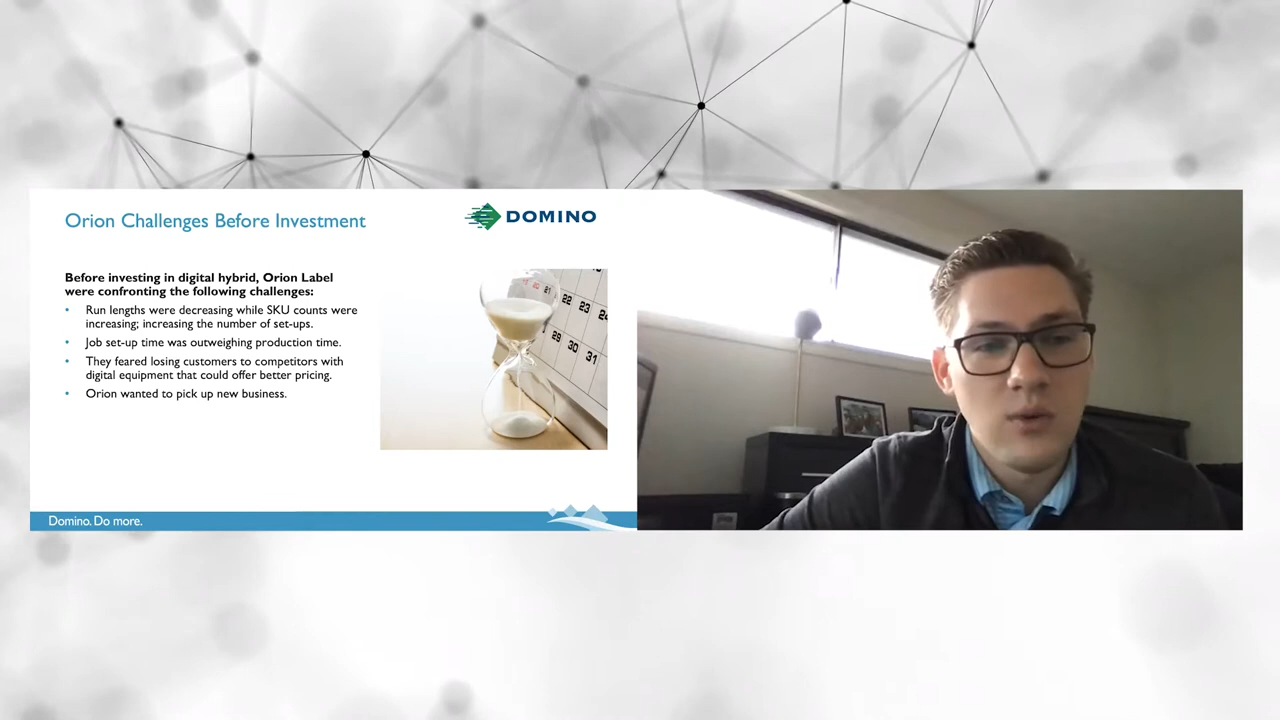 Orion Challenges Before Investment
DOMINO
Before investing in digital hybrid, Orion Label
were confronting the following challenges:
• Run lengths were decreasing while SKU counts were
increasing; increasing the number of set-ups.
• Job set-up time was outweighing production time.
• They feared losing customers to competitors with
digital equipment that could offer better pricing.
• Orion wanted to pick up new business.
20 21
22 23 24
29 30 31
Domino. Do more.